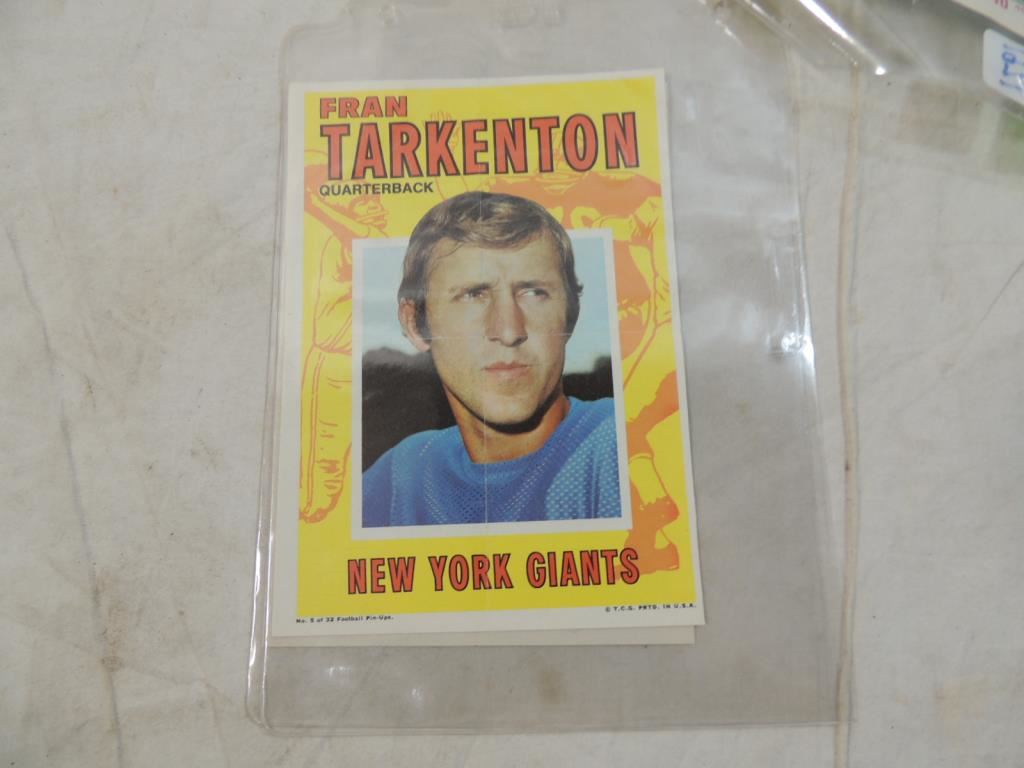 FRAN
TARKENTON
QUARTERBACK
NEW YORK GIANTS
No. 5 of 32 Football Pin-Ups.
© T.C.G. PRTD. IN U.S.A.